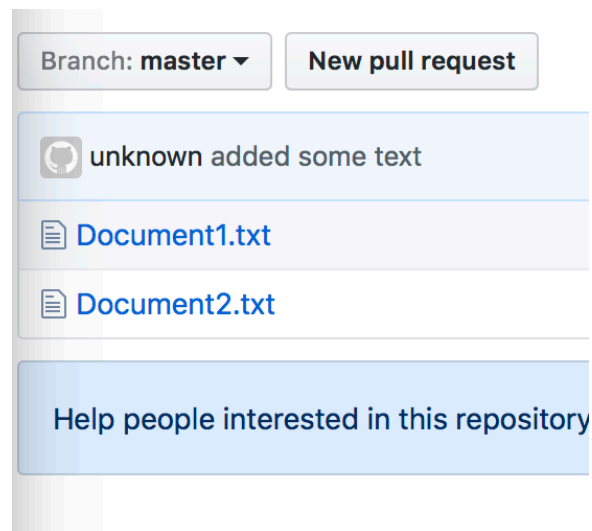 Branch: master
New pull request
unknown added some text
Document1.txt
Document2.txt
Help people interested in this repository